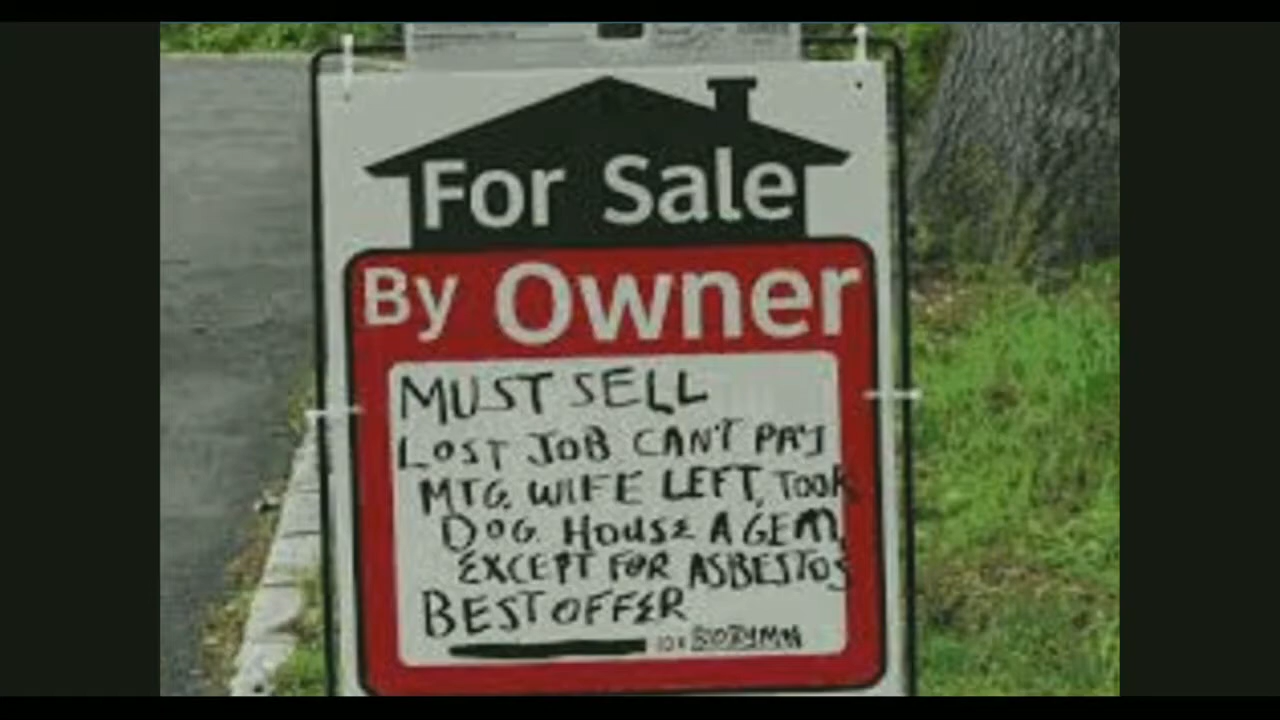 For Sale
By Owner
MUST SELL
LOST JOB CAN'T PAY
MTG. WIFE LEFT, TOOK
DOG. HOUSE A GEM,
EXCEPT FOR ASBESTOS
BEST OFFER